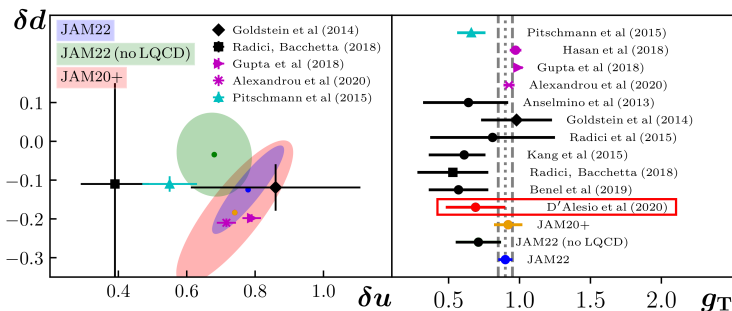 δd
JAM22
JAM22 (no LQCD)
JAM20+
Goldstein et al (2014)
Radici, Bacchetta (2018)
Gupta et al (2018)
Alexandrou et al (2020)
Pitschmann et al (2015)
0.1
0.0
−0.1
−0.2
−0.3
0.4
0.6
0.8
1.0
δu
Pitschmann et al (2015)
Hasan et al (2018)
Gupta et al (2018)
Alexandrou et al (2020)
Anselmino et al (2013)
Goldstein et al (2014)
Radici et al (2015)
Kang et al (2015)
Radici, Bacchetta (2018)
Benel et al (2019)
D′Alesio et al (2020)
JAM20+
JAM22 (no LQCD)
JAM22
0.5
1.0
1.5
2.0
gT